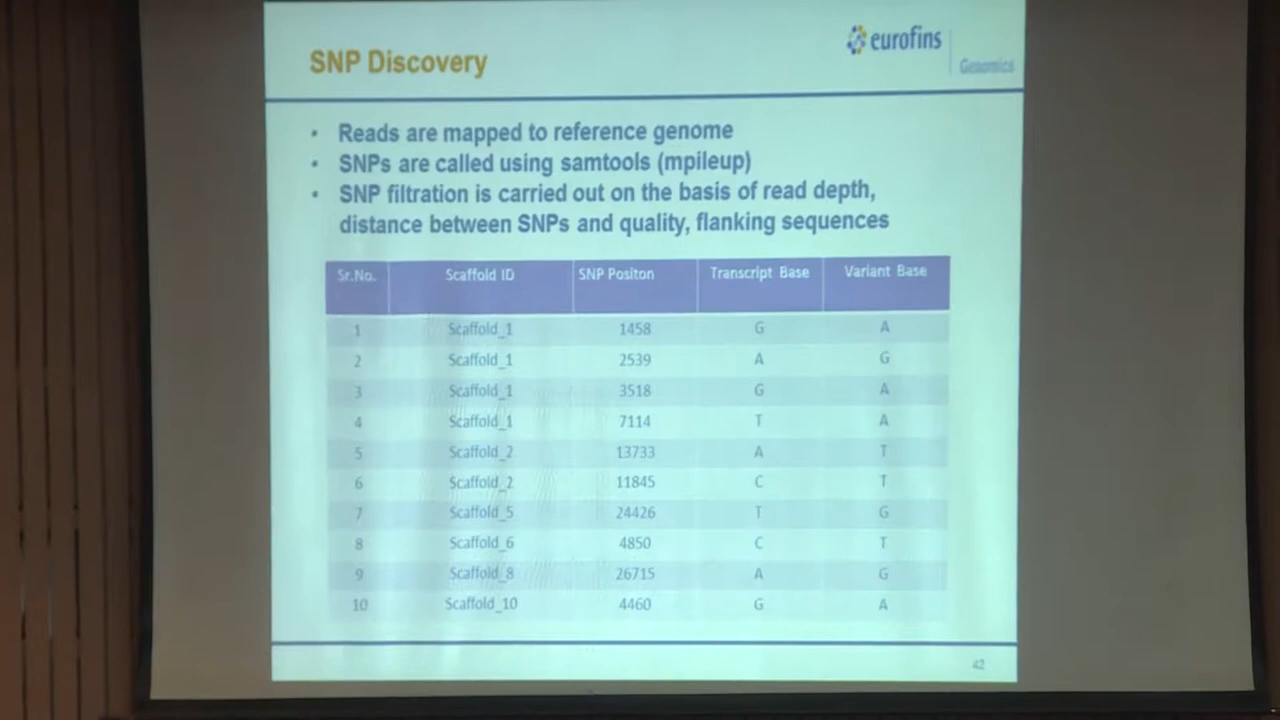 SNP Discovery
eurofins
Genomics
• Reads are mapped to reference genome
• SNPs are called using samtools (mpileup)
• SNP filtration is carried out on the basis of read depth,
distance between SNPs and quality, flanking sequences
Sr.No. Scaffold ID SNP Positon Transcript Base Variant Base
1 Scaffold_1 1458 G A
2 Scaffold_1 2539 A G
3 Scaffold_1 3518 G A
4 Scaffold_1 7114 T A
5 Scaffold_2 13733 A T
6 Scaffold_2 11845 C T
7 Scaffold_5 24426 T G
8 Scaffold_6 4850 C T
9 Scaffold_8 26715 A G
10 Scaffold_10 4460 G A
42